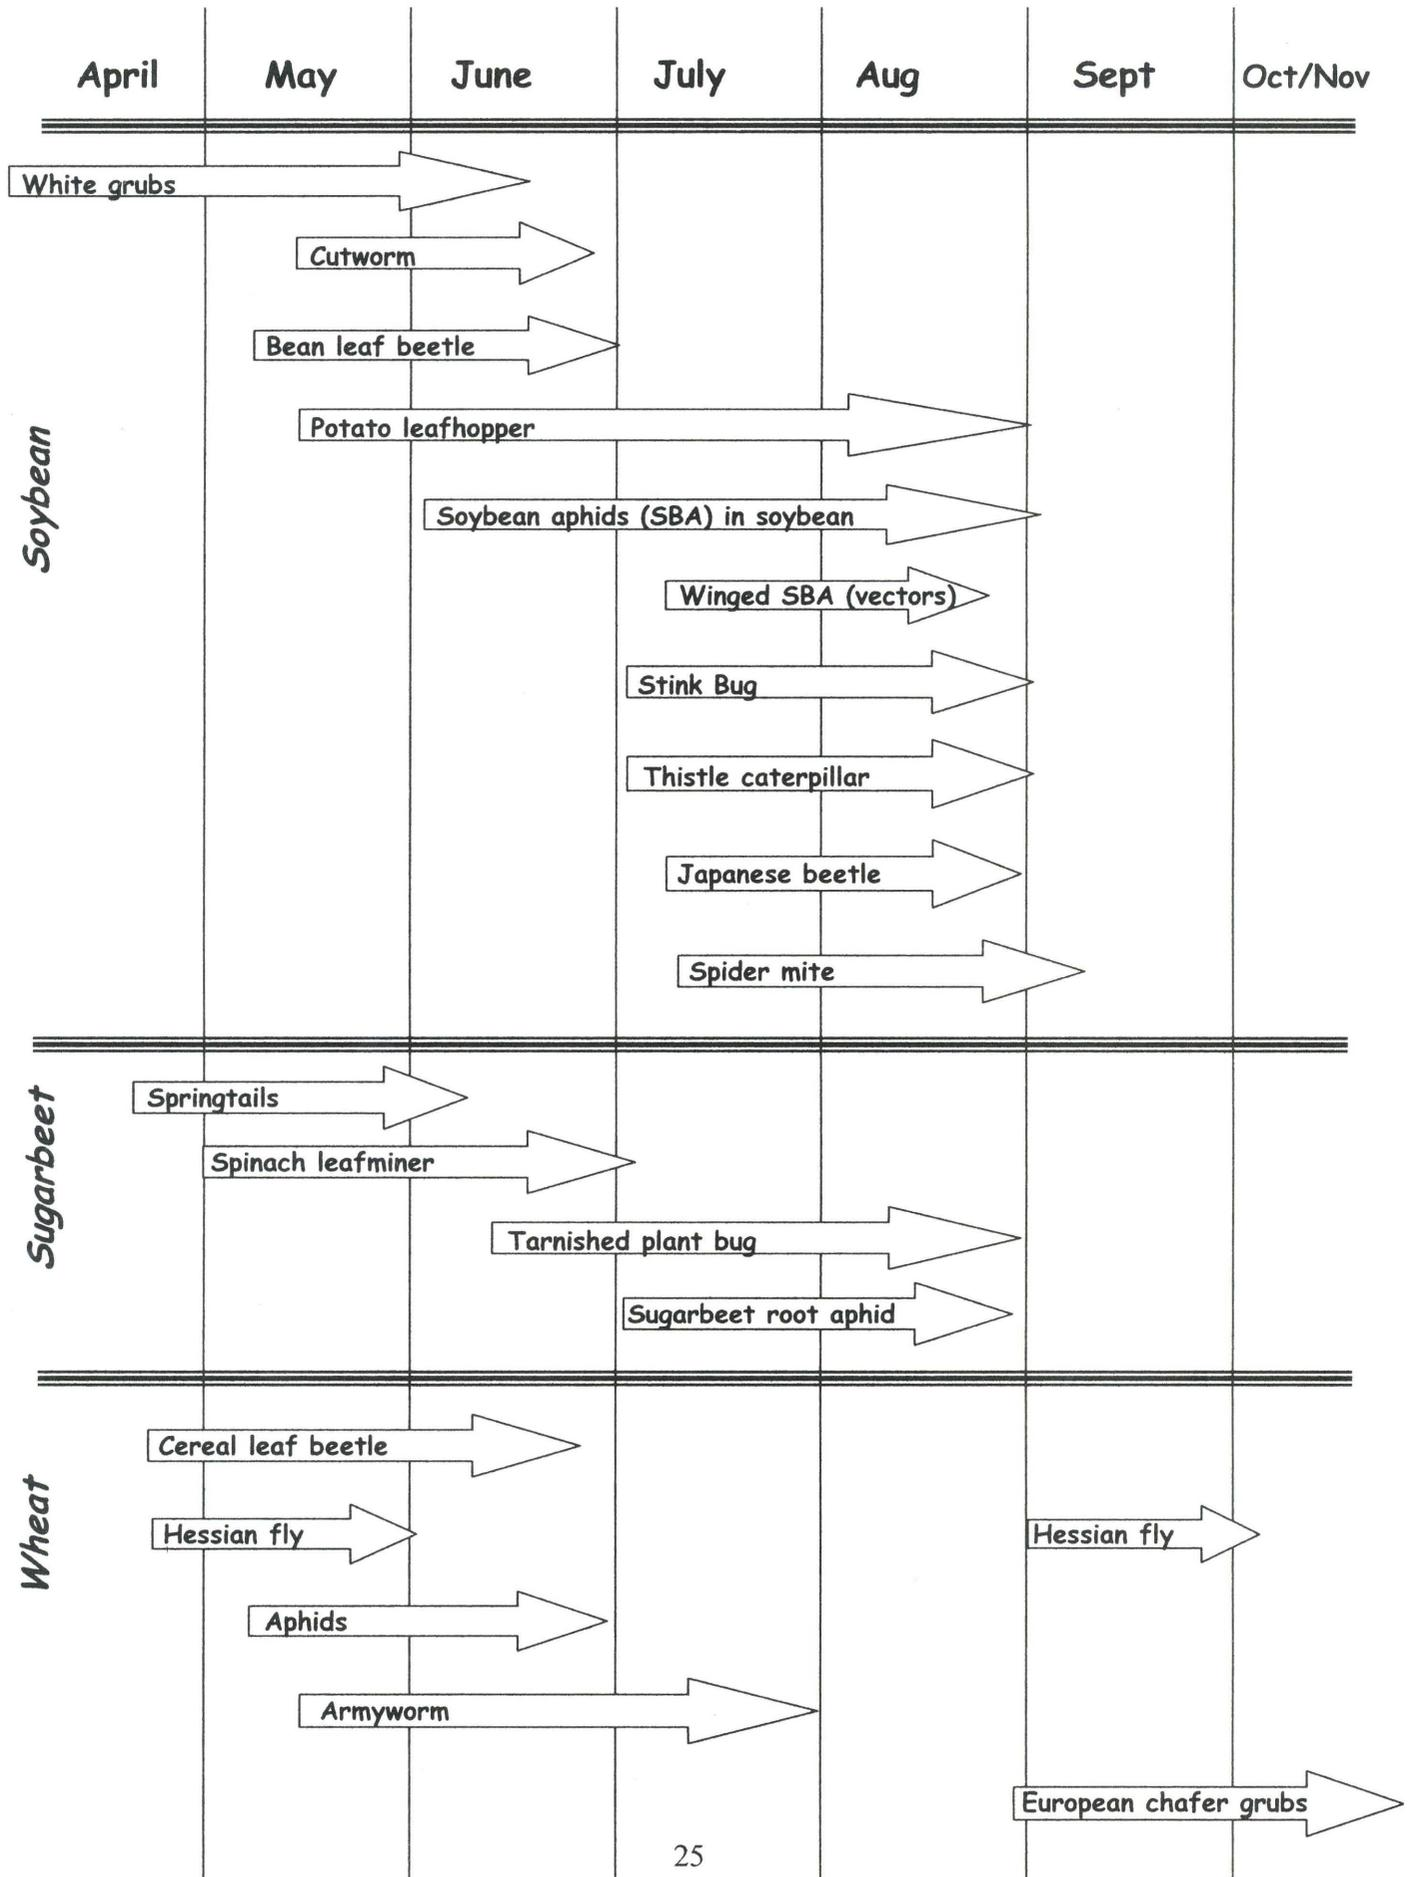 April May June July Aug Sept Oct/Nov
Soybean
White grubs
Cutworm
Bean leaf beetle
Potato leafhopper
Soybean aphids (SBA) in soybean
Winged SBA (vectors)
Stink Bug
Thistle caterpillar
Japanese beetle
Spider mite
Sugarbeet
Springtails
Spinach leafminer
Tarnished plant bug
Sugarbeet root aphid
Wheat
Cereal leaf beetle
Hessian fly Hessian fly
Aphids
Armyworm
European chafer grubs
25